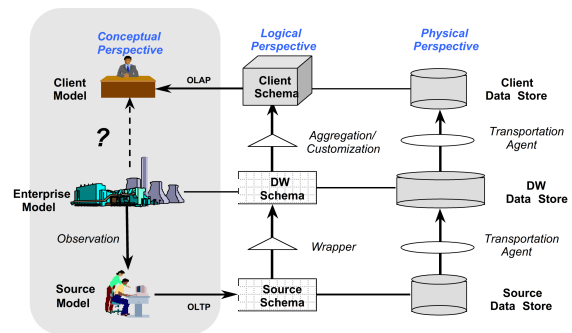 Conceptual
Perspective
Logical
Perspective
Physical Perspective
Client
Model
OLAP
Client
Schema
Client
Data Store
?
Aggregation/
Customization
Transportation
Agent
Enterprise
Model
DW
Schema
DW
Data Store
Observation
Wrapper
Transportation
Agent
Source
Model
OLTP
Source
Schema
Source
Data Store